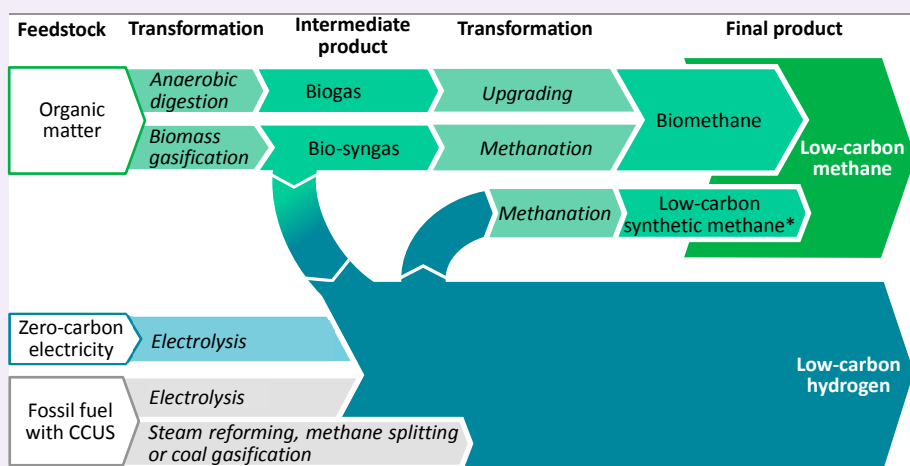 Feedstock
Transformation
Intermediate
product
Transformation
Final product
Organic
matter
Anaerobic
digestion
Biogas
Upgrading
Biomethane
Biomass
gasification
Bio-syngas
Methanation
Low-carbon
methane
Methanation
Low-carbon
synthetic methane*
Zero-carbon
electricity
Electrolysis
Low-carbon
hydrogen
Fossil fuel
with CCUS
Electrolysis
Steam reforming, methane splitting
or coal gasification